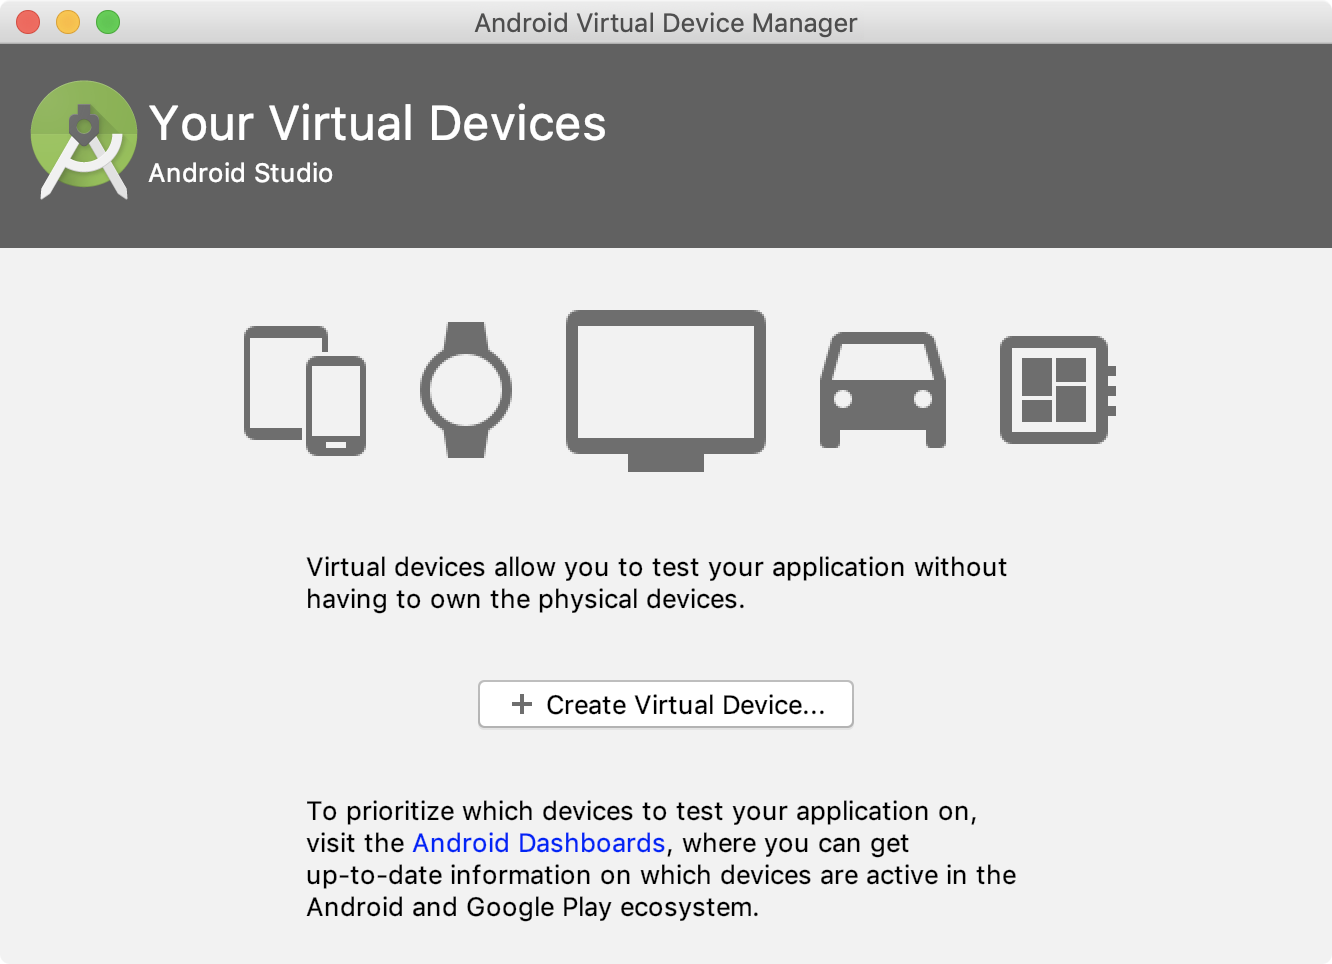 Android Virtual Device Manager
Your Virtual Devices
Android Studio
Virtual devices allow you to test your application without
having to own the physical devices.
+ Create Virtual Device...
To prioritize which devices to test your application on,
visit the Android Dashboards, where you can get
up-to-date information on which devices are active in the
Android and Google Play ecosystem.